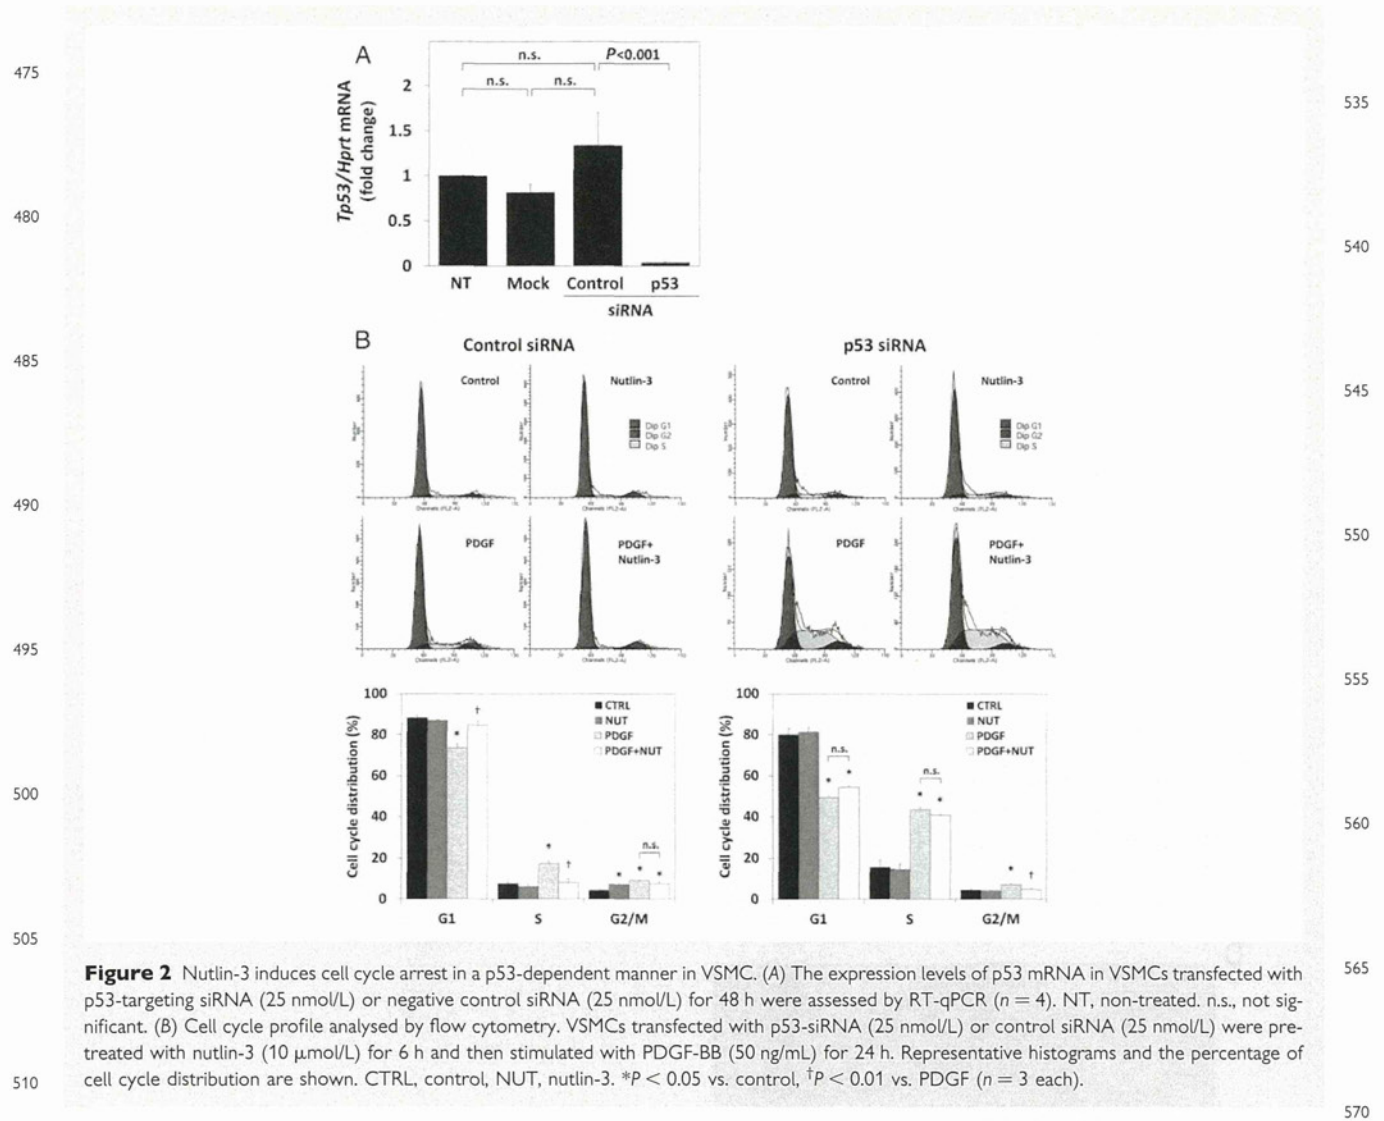 475
480
485
490
495
500
505
510
535
540
545
550
555
560
565
570
A
n.s.
P<0.001
n.s. n.s.
Tp53/Hprt mRNA
(fold change)
2
1.5
1
0.5
0
NT Mock Control p53
siRNA
B
Control siRNA
Control
Nutlin-3
Dip G1
Dip G2
Dip S
PDGF
PDGF+
Nutlin-3
p53 siRNA
Control
Nutlin-3
Dip G1
Dip G2
Dip S
PDGF
PDGF+
Nutlin-3
Cell cycle distribution (%)
100
80
60
40
20
0
CTRL
NUT
PDGF
PDGF+NUT
* †
* †
* * *
n.s.
G1 S G2/M
Cell cycle distribution (%)
100
80
60
40
20
0
CTRL
NUT
PDGF
PDGF+NUT
n.s.
* *
n.s.
* *
* †
G1 S G2/M
Figure 2 Nutlin-3 induces cell cycle arrest in a p53-dependent manner in VSMC. (A) The expression levels of p53 mRNA in VSMCs transfected with
p53-targeting siRNA (25 nmol/L) or negative control siRNA (25 nmol/L) for 48 h were assessed by RT-qPCR (n = 4). NT, non-treated. n.s., not sig-
nificant. (B) Cell cycle profile analysed by flow cytometry. VSMCs transfected with p53-siRNA (25 nmol/L) or control siRNA (25 nmol/L) were pre-
treated with nutlin-3 (10 μmol/L) for 6 h and then stimulated with PDGF-BB (50 ng/mL) for 24 h. Representative histograms and the percentage of
cell cycle distribution are shown. CTRL, control, NUT, nutlin-3. *P < 0.05 vs. control, †P < 0.01 vs. PDGF (n = 3 each).